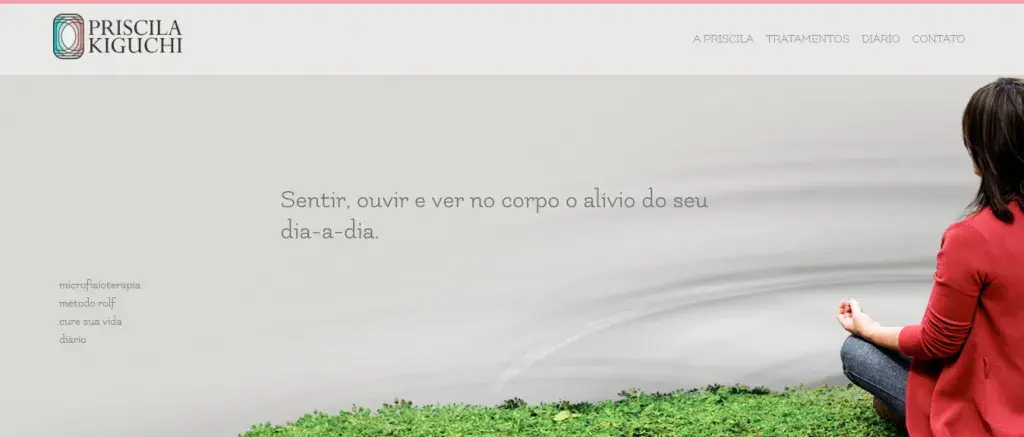 PRISCILA
KIGUCHI
A PRISCILA TRATAMENTOS DIÁRIO CONTATO
Sentir, ouvir e ver no corpo o alívio do seu
dia-a-dia.
microfisioterapia
método rolf
cure sua vida
diário